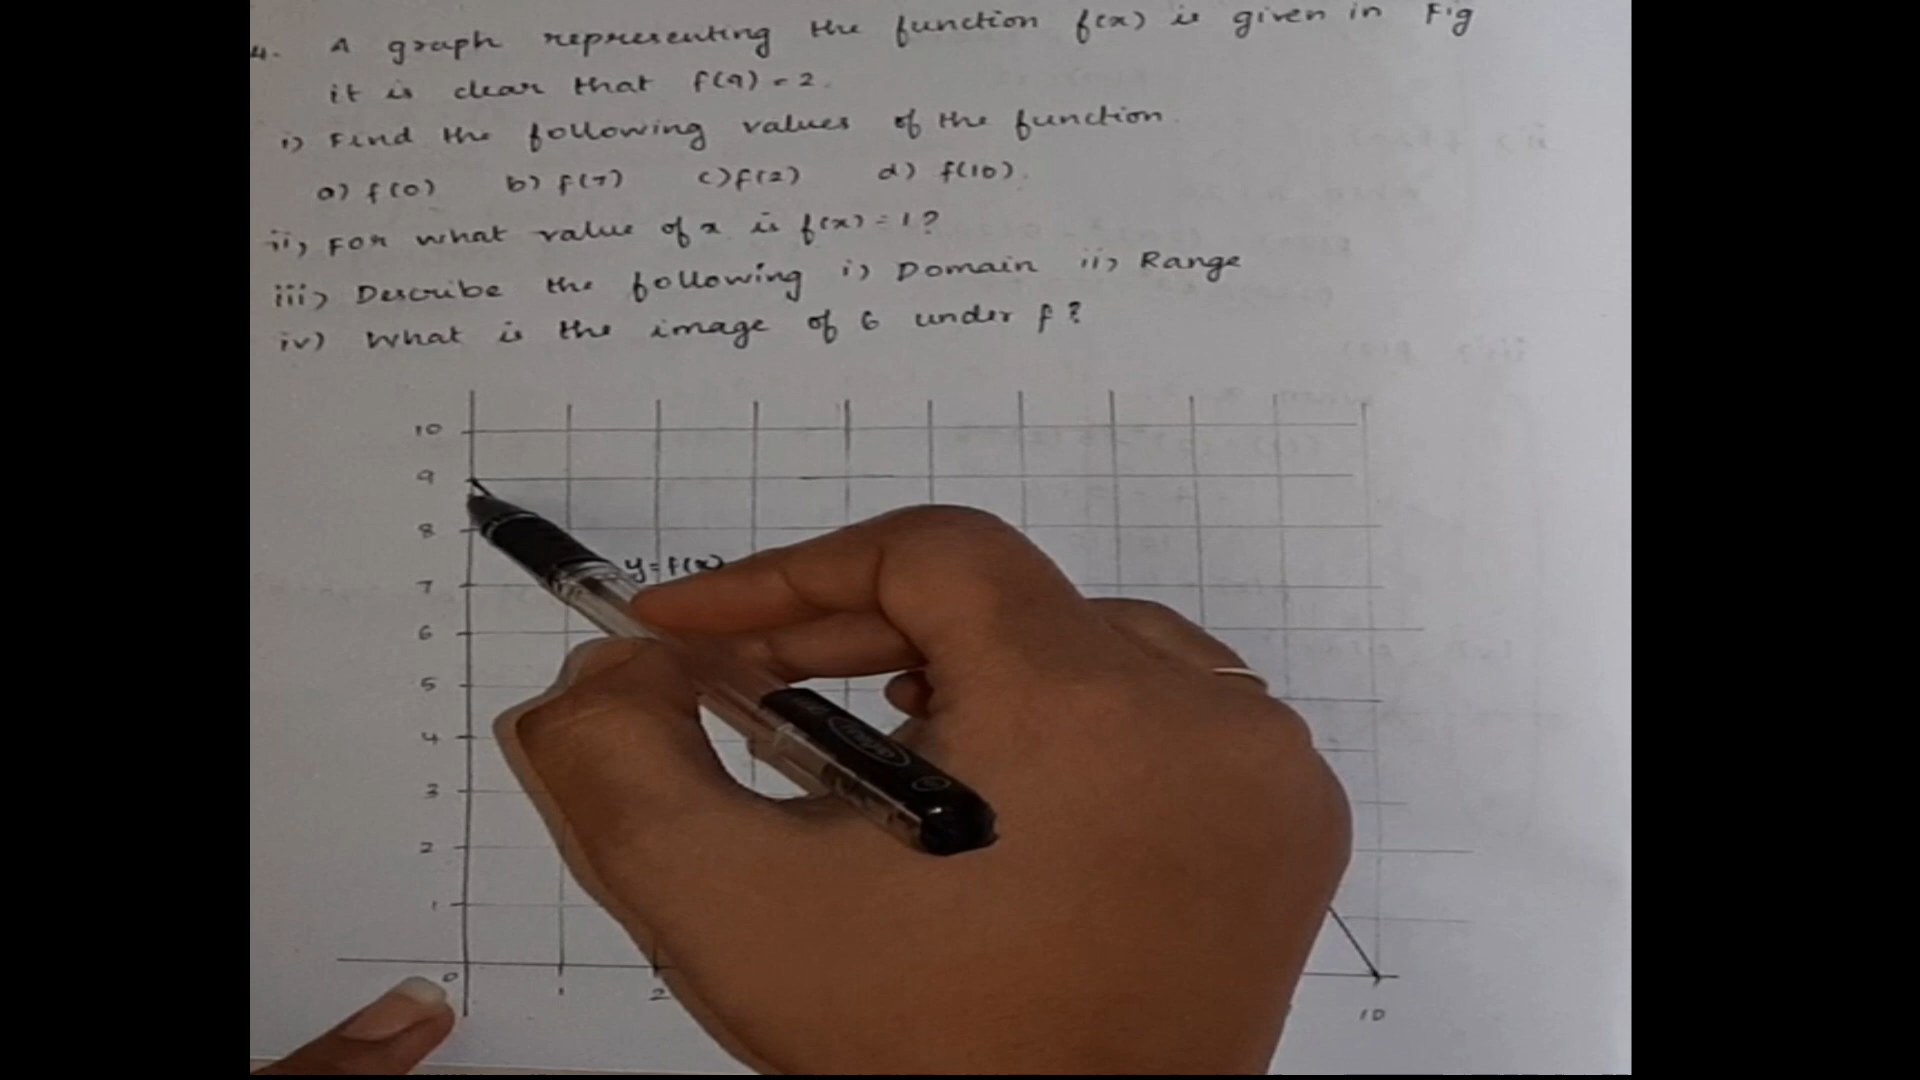 4. A graph representing the function f(x) is given in Fig
it is clear that f(9) = 2.
i) Find the following values of the function.
a) f(0) b) f(7) c) f(2) d) f(10).
ii) For what value of x is f(x) = 1?
iii) Describe the following i) Domain ii) Range
iv) What is the image of 6 under f?
10
9
8
y = f(x)
7
6
5
4
3
2
1
0
1 2 10